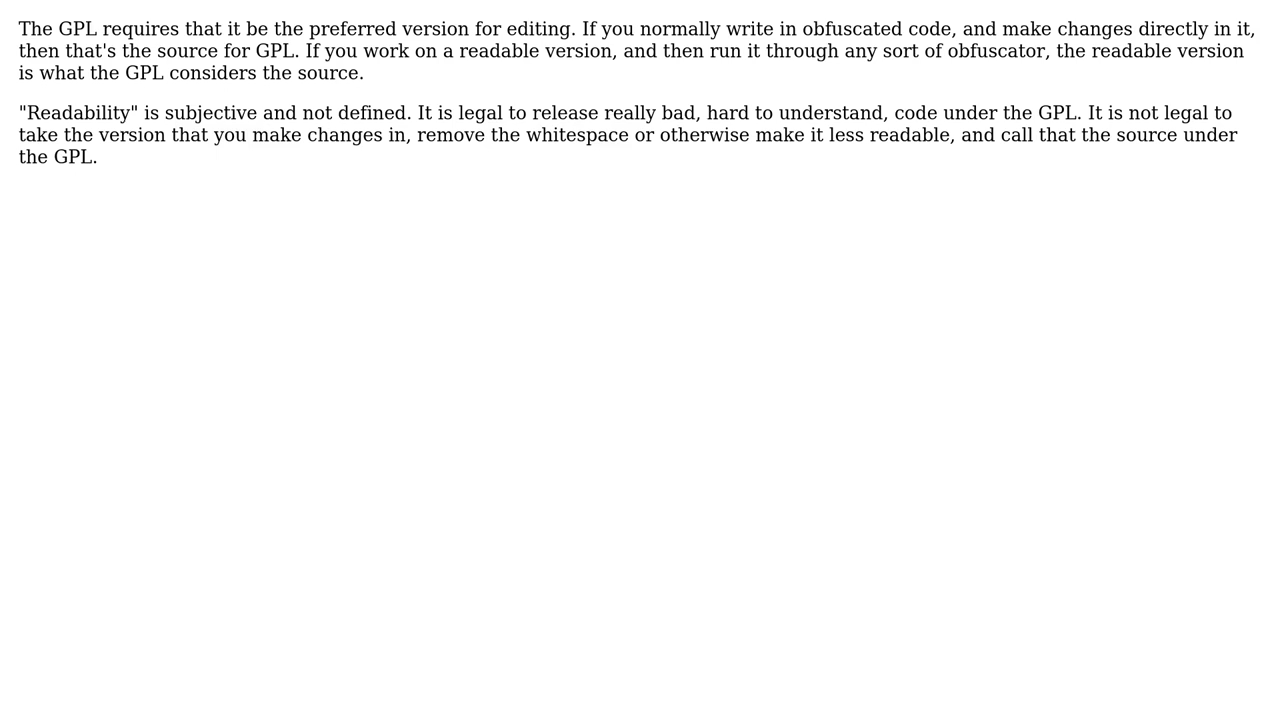 The GPL requires that it be the preferred version for editing. If you normally write in obfuscated code, and make changes directly in it,
then that's the source for GPL. If you work on a readable version, and then run it through any sort of obfuscator, the readable version
is what the GPL considers the source.
"Readability" is subjective and not defined. It is legal to release really bad, hard to understand, code under the GPL. It is not legal to
take the version that you make changes in, remove the whitespace or otherwise make it less readable, and call that the source under
the GPL.